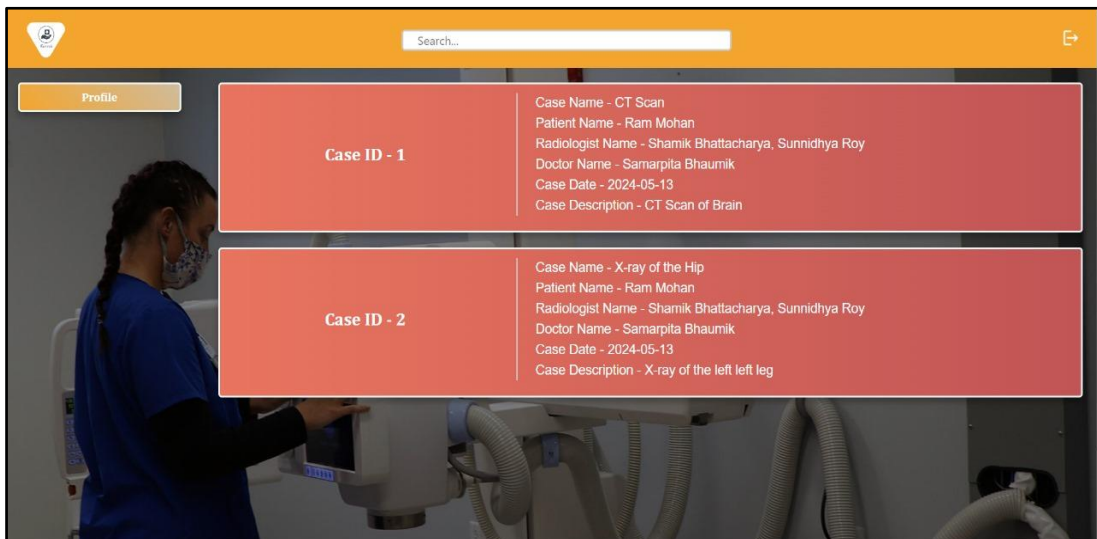 Search...
Profile
Case ID - 1
Case Name - CT Scan
Patient Name - Ram Mohan
Radiologist Name - Shamik Bhattacharya, Sunnidhya Roy
Doctor Name - Samarpita Bhaumik
Case Date - 2024-05-13
Case Description - CT Scan of Brain
Case ID - 2
Case Name - X-ray of the Hip
Patient Name - Ram Mohan
Radiologist Name - Shamik Bhattacharya, Sunnidhya Roy
Doctor Name - Samarpita Bhaumik
Case Date - 2024-05-13
Case Description - X-ray of the left left leg